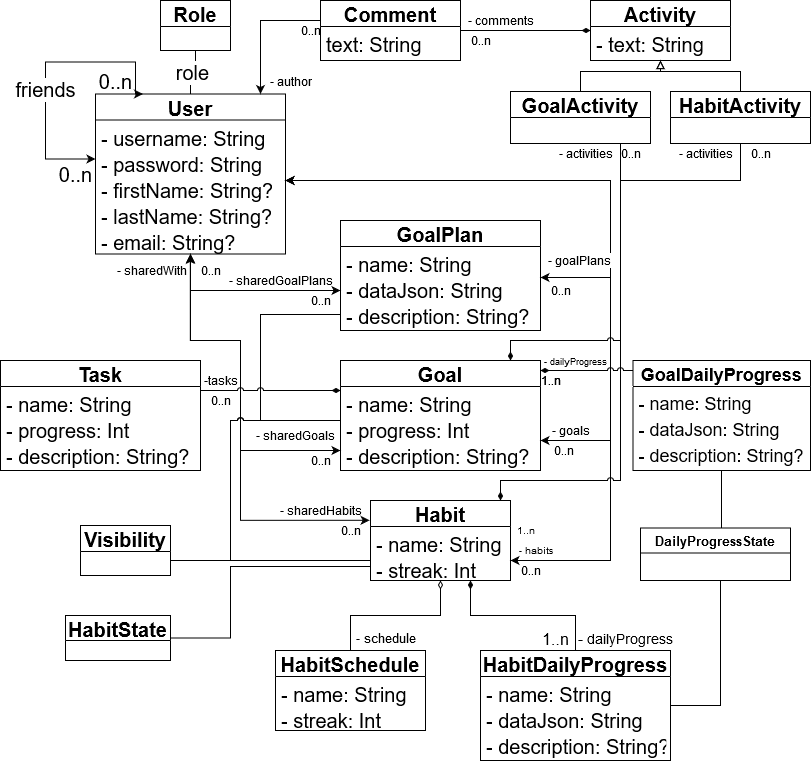 Role
Comment
text: String
0..n
- comments
0..n
Activity
- text: String
role
- author
friends
0..n
0..n
User
- username: String
- password: String
- firstName: String?
- lastName: String?
- email: String?
GoalActivity
HabitActivity
- activities
0..n
- activities
0..n
- sharedWith
0..n
- sharedGoalPlans
0..n
GoalPlan
- name: String
- dataJson: String
- description: String?
- goalPlans
0..n
Task
- name: String
- progress: Int
- description: String?
-tasks
0..n
Goal
- name: String
- progress: Int
- description: String?
- dailyProgress
1..n
GoalDailyProgress
- name: String
- dataJson: String
- description: String?
- sharedGoals
0..n
- goals
0..n
- sharedHabits
0..n
Habit
- name: String
- streak: Int
1..n
- habits
0..n
Visibility
DailyProgressState
HabitState
- schedule
1..n
- dailyProgress
HabitSchedule
- name: String
- streak: Int
HabitDailyProgress
- name: String
- dataJson: String
- description: String?